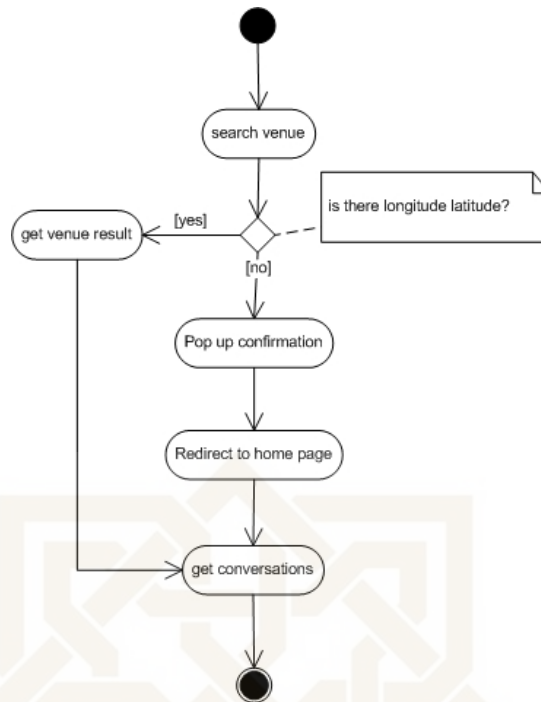 search venue
is there longitude latitude?
[yes]
get venue result
[no]
Pop up confirmation
Redirect to home page
get conversations